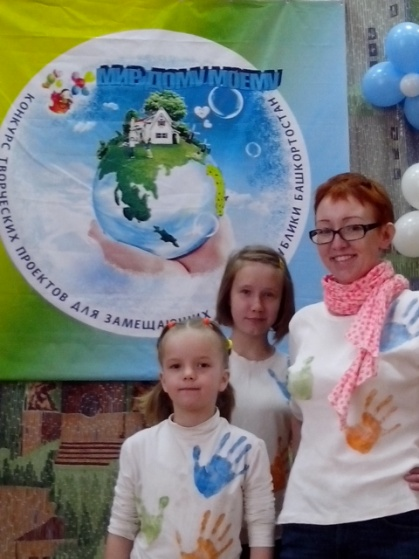 МИР ДОМУ МОЕМУ
КОНКУРС ТВОРЧЕСКИХ ПРОЕКТОВ ДЛЯ ЗАМЕЩАЮЩИХ
БАШКОРТОСТАН